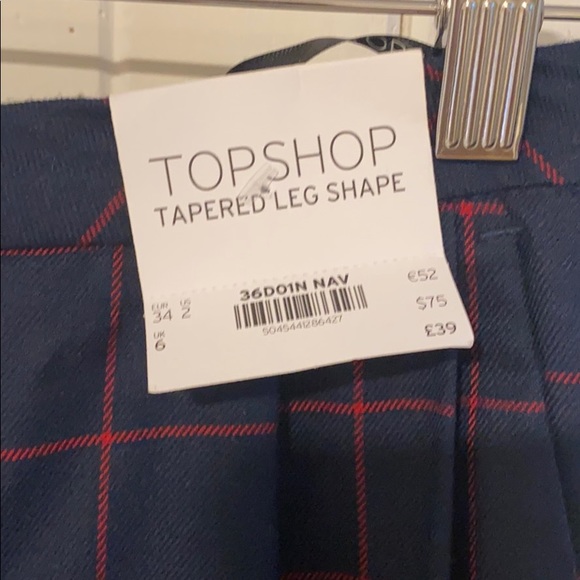 TOPSHOP
TAPERED LEG SHAPE
EUR US
34 2
UK
6
36D01N NAV
5045441286427
€52
$75
£39